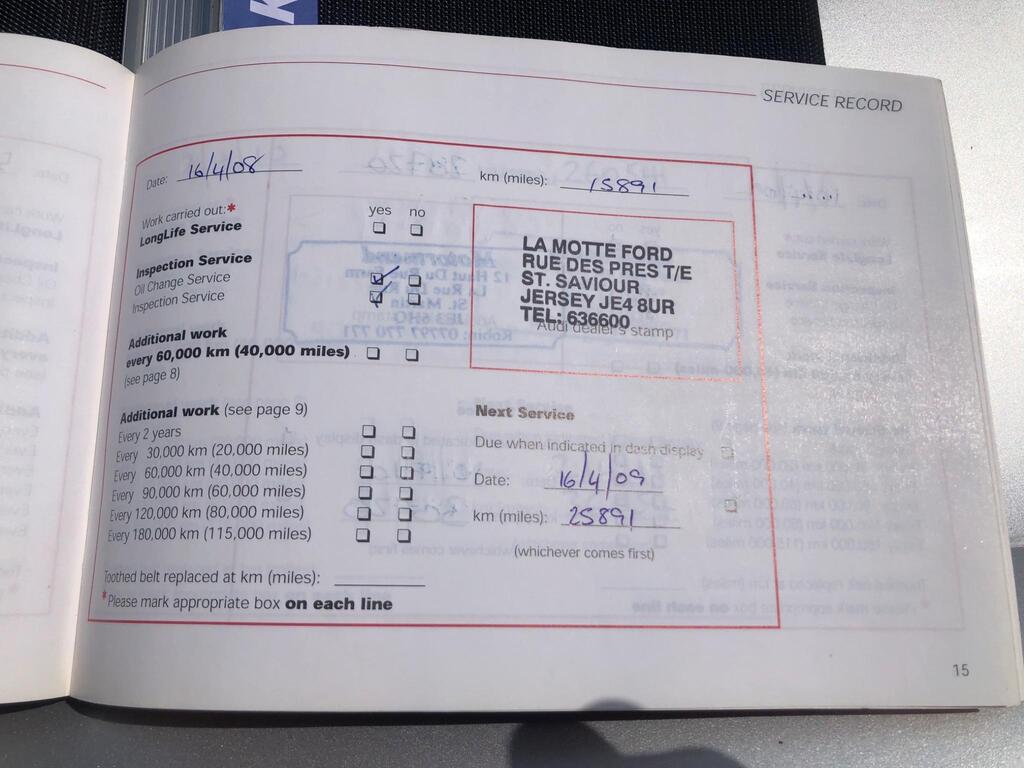 K
SERVICE RECORD
Date: 16/4/08 km (miles): 15891
Work carried out:* yes no
LongLife Service
Inspection Service
Oil Change Service
Inspection Service
Additional work
every 60,000 km (40,000 miles)
(see page 8)
LA MOTTE FORD
RUE DES PRES T/E
ST. SAVIOUR
JERSEY JE4 8UR
TEL: 636600
Audi dealer's stamp
Additional work (see page 9)
Every 2 years
Every 30,000 km (20,000 miles)
Every 60,000 km (40,000 miles)
Every 90,000 km (60,000 miles)
Every 120,000 km (80,000 miles)
Every 180,000 km (115,000 miles)
Next Service
Due when indicated in dash display
Date: 16/4/09
km (miles): 25891
(whichever comes first)
Toothed belt replaced at km (miles):
*Please mark appropriate box on each line
15